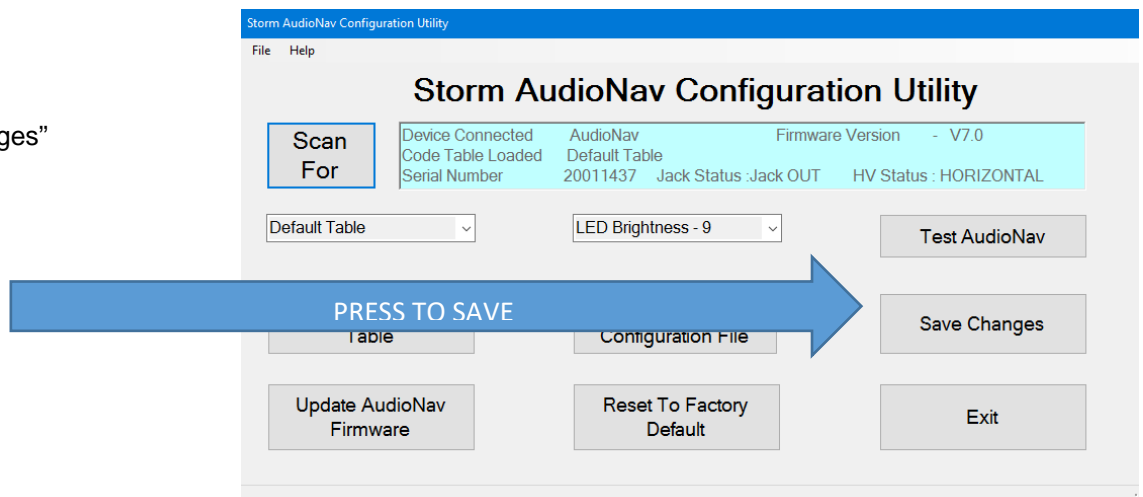 Storm AudioNav Configuration Utility
File Help
Storm AudioNav Configuration Utility
ges”
Scan
For
Device Connected AudioNav Firmware Version - V7.0
Code Table Loaded Default Table
Serial Number 20011437 Jack Status :Jack OUT HV Status : HORIZONTAL
Default Table
LED Brightness - 9
Test AudioNav
PRESS TO SAVE
Table
Configuration File
Save Changes
Update AudioNav
Firmware
Reset To Factory
Default
Exit